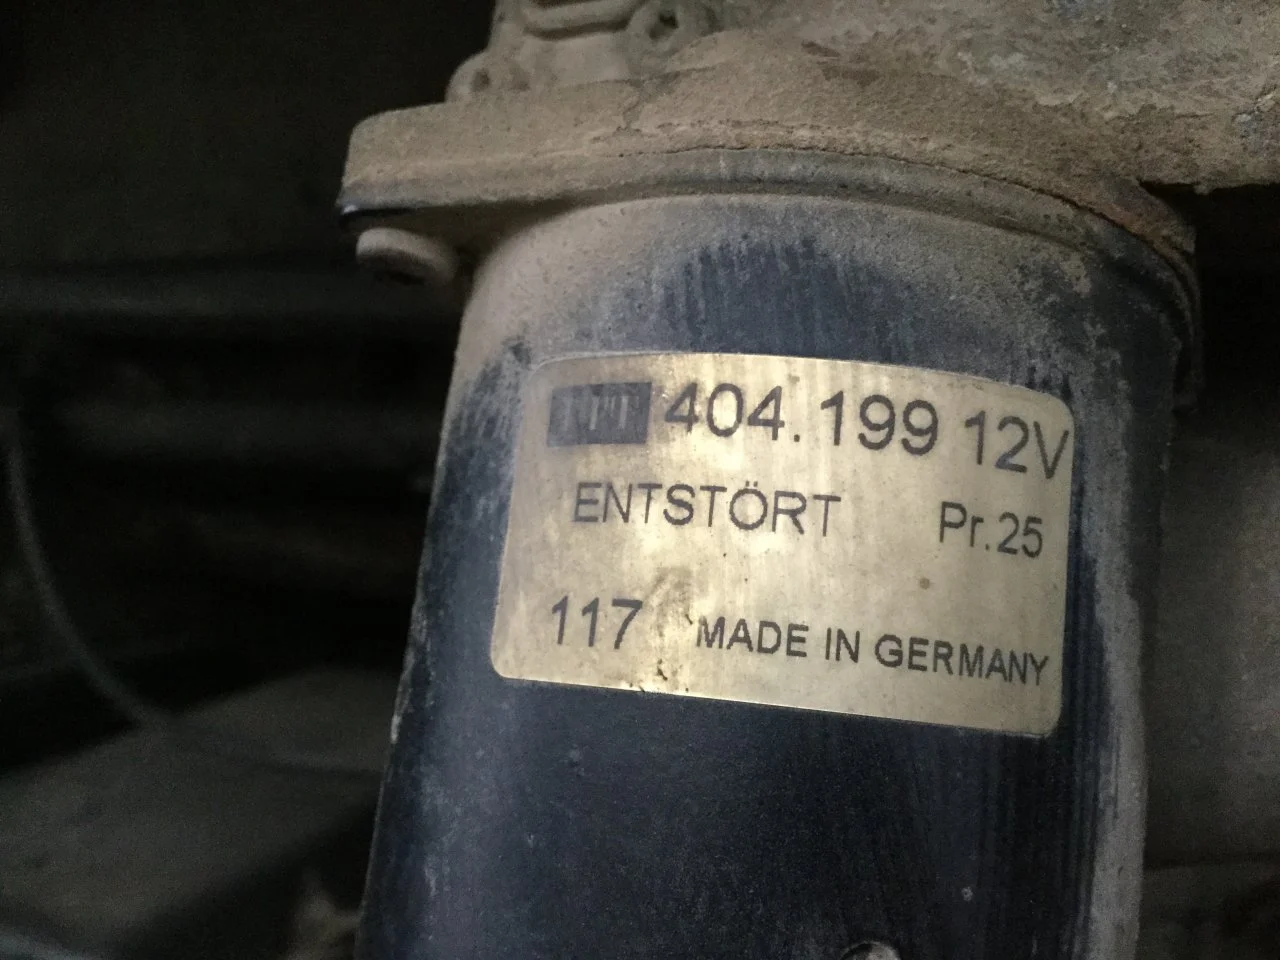 404.199 12V
ENTSTÖRT Pr.25
117 MADE IN GERMANY